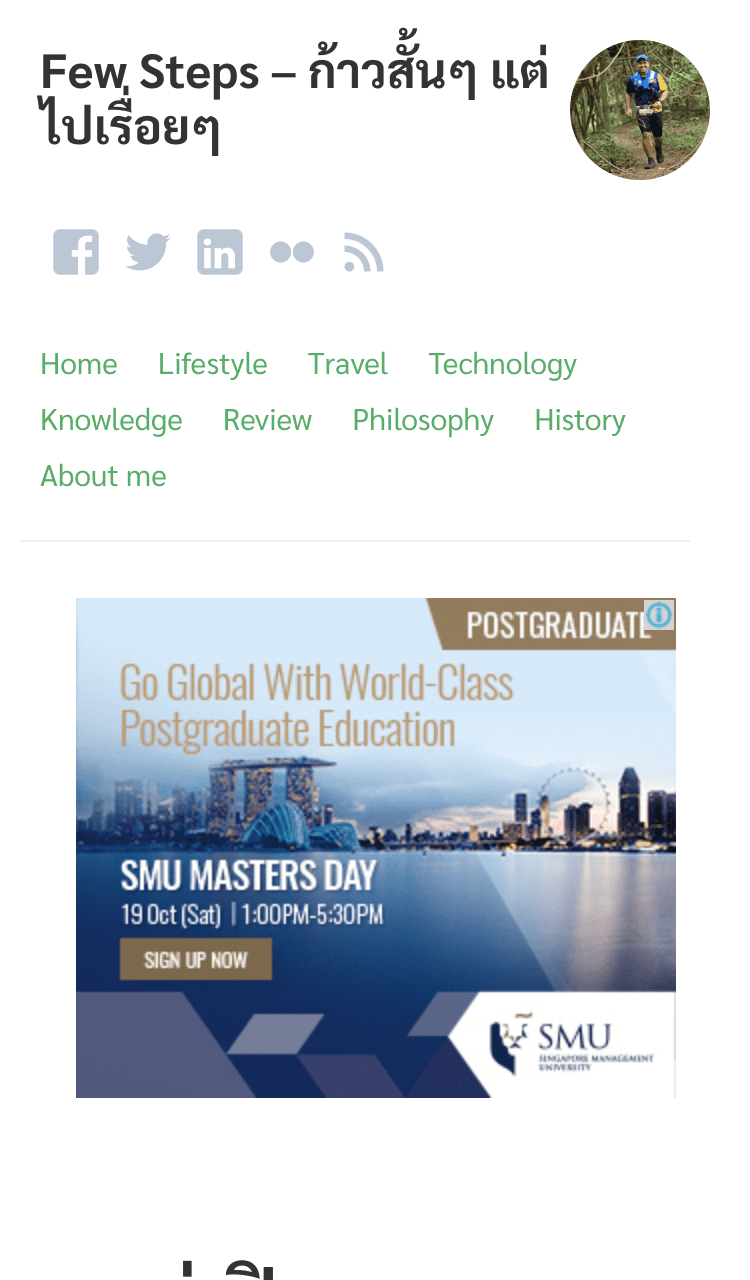 Few Steps – ก้าวสั้นๆ แต่
ไปเรื่อยๆ
Home Lifestyle Travel Technology
Knowledge Review Philosophy History
About me
POSTGRADUATE
Go Global With World-Class
Postgraduate Education
SMU MASTERS DAY
19 Oct (Sat) | 1:00PM-5:30PM
SIGN UP NOW
SMU
SINGAPORE MANAGEMENT
UNIVERSITY